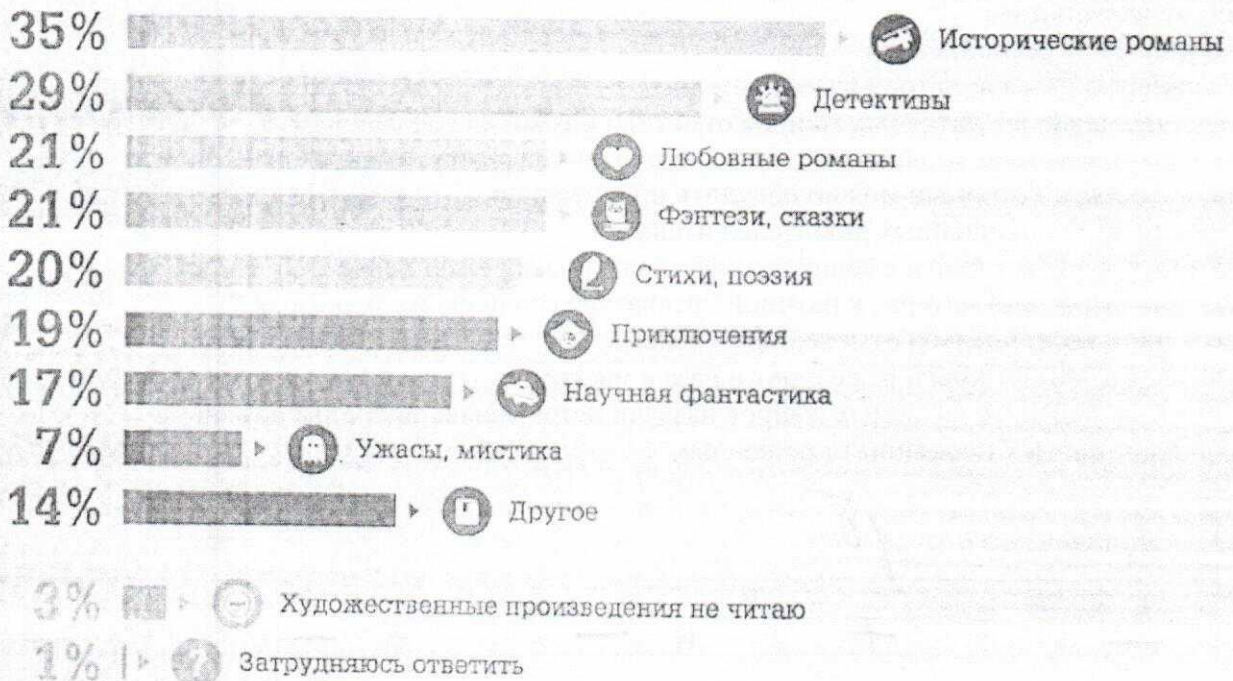 35% Исторические романы
29% Детективы
21% Любовные романы
21% Фэнтези, сказки
20% Стихи, поэзия
19% Приключения
17% Научная фантастика
7% Ужасы, мистика
14% Другое
3% Художественные произведения не читаю
1% Затрудняюсь ответить